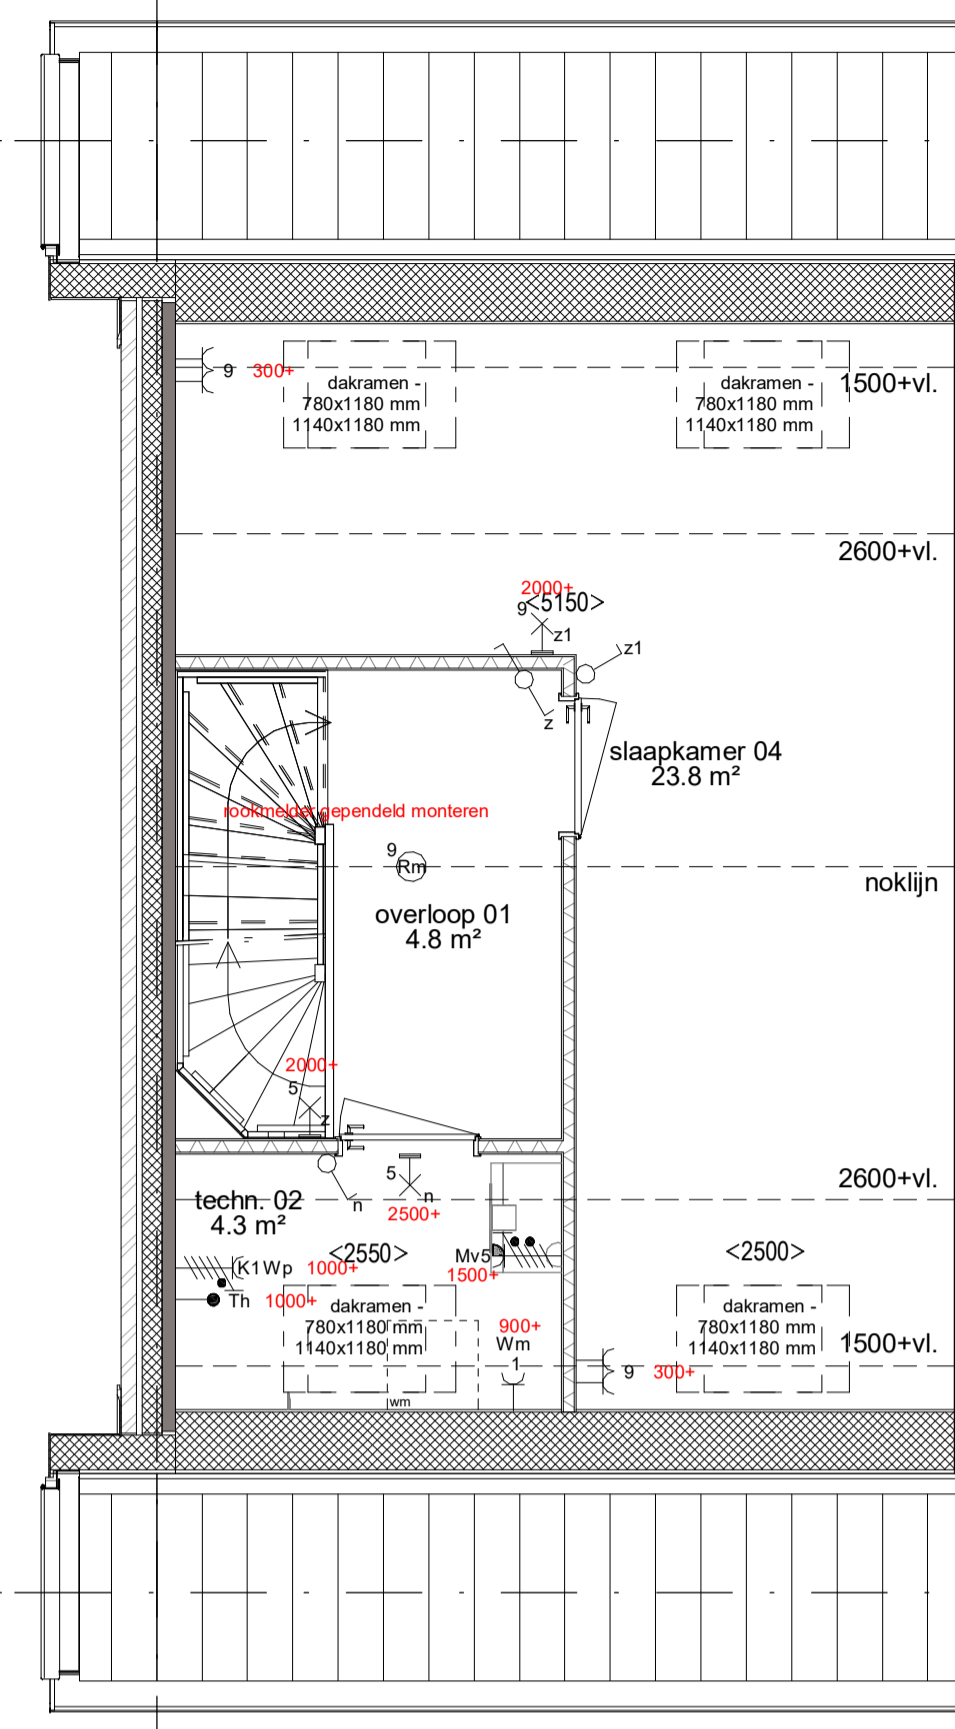 9 300+
dakramen -
780x1180 mm
1140x1180 mm
dakramen -
780x1180 mm
1140x1180 mm
1500+vl.
2600+vl.
2000+
9 <5150>
z1
z1
z
slaapkamer 04
23.8 m²
rookmelder gependeld monteren
9
Rm
noklijn
overloop 01
4.8 m²
2000+
5
z
5
n
n
2500+
techn. 02
4.3 m²
2600+vl.
<2550>
<2500>
K1Wp 1000+
Mv5
1500+
Th 1000+
dakramen -
780x1180 mm
1140x1180 mm
900+
Wm
1
wm
9 300+
dakramen -
780x1180 mm
1140x1180 mm
1500+vl.